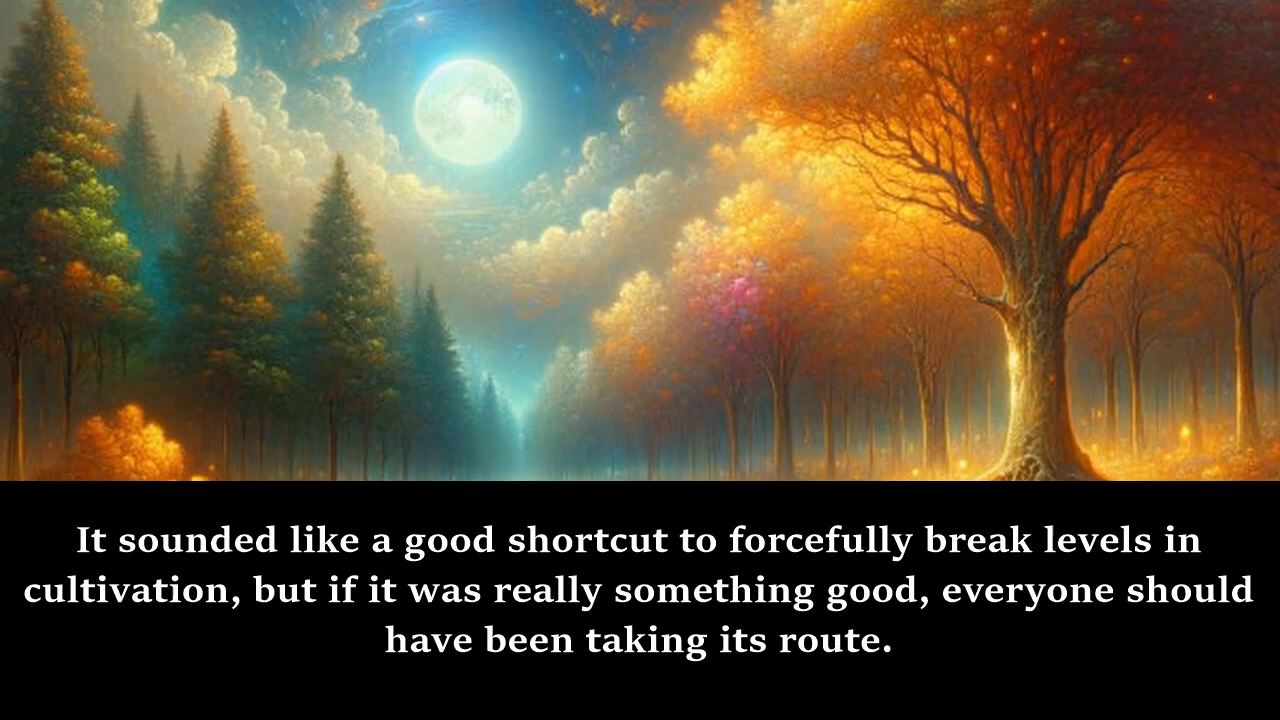 It sounded like a good shortcut to forcefully break levels in
cultivation, but if it was really something good, everyone should
have been taking its route.